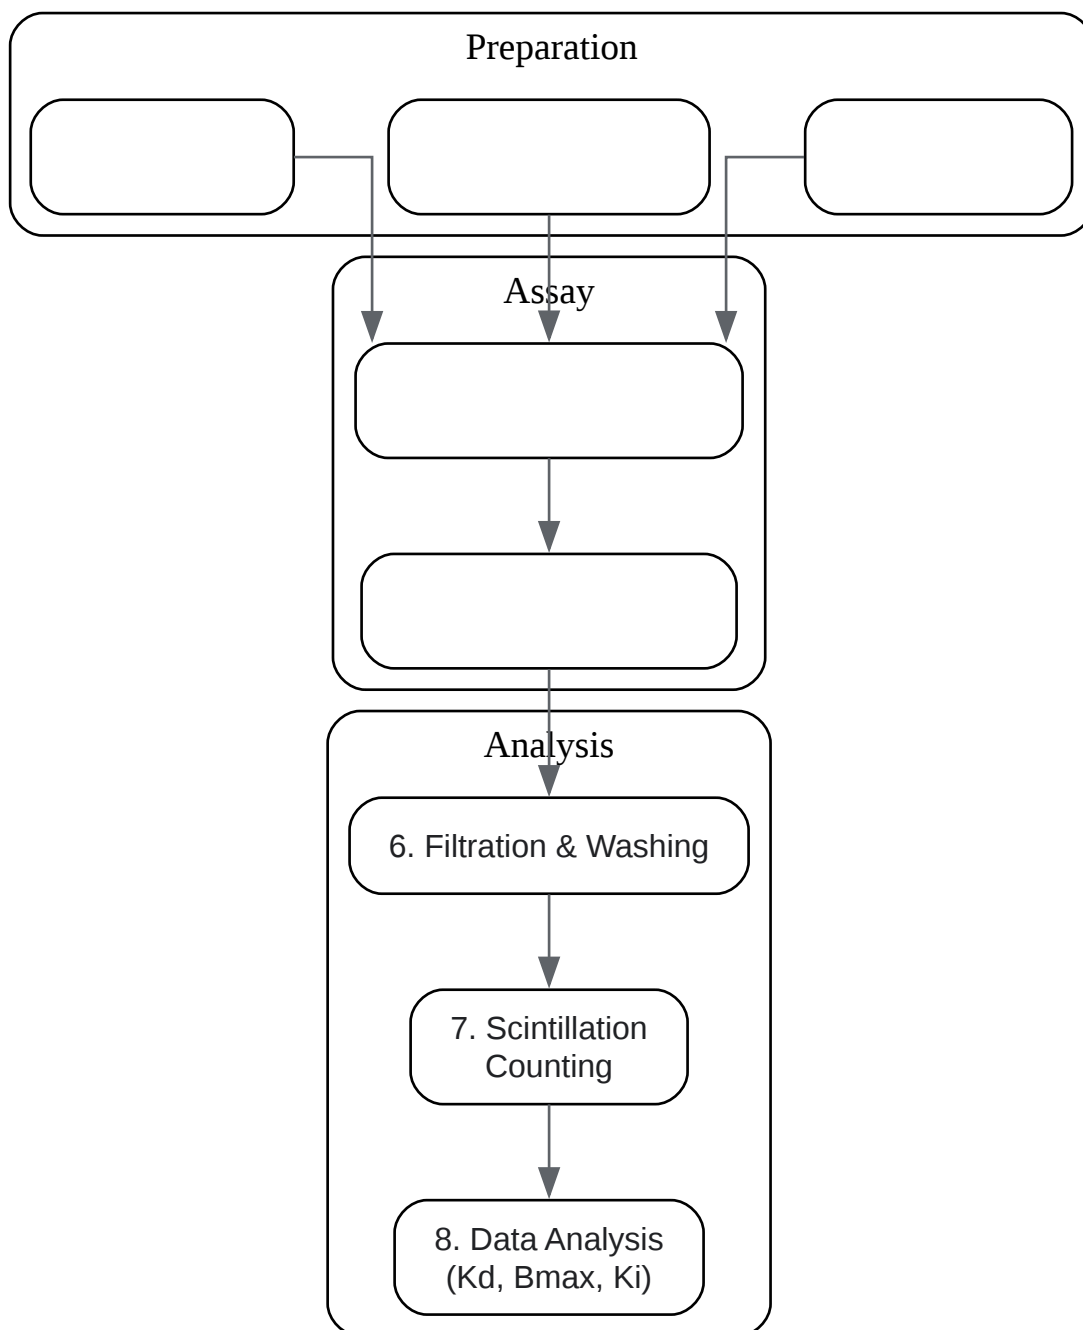 Preparation
Assay
Analysis
6. Filtration & Washing
7. Scintillation
Counting
8. Data Analysis
(Kd, Bmax, Ki)